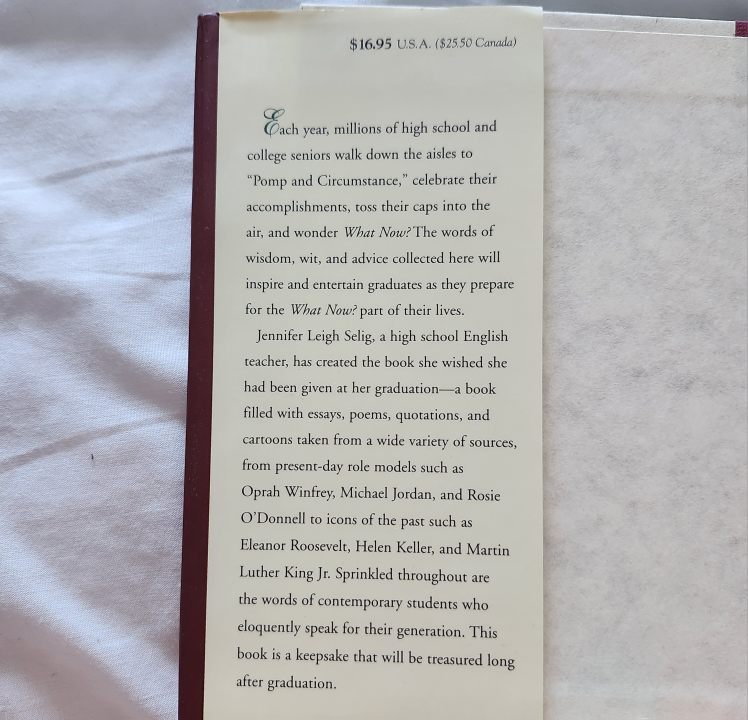 $16.95 U.S.A. ($25.50 Canada)
Each year, millions of high school and
college seniors walk down the aisles to
“Pomp and Circumstance,” celebrate their
accomplishments, toss their caps into the
air, and wonder What Now? The words of
wisdom, wit, and advice collected here will
inspire and entertain graduates as they prepare
for the What Now? part of their lives.
Jennifer Leigh Selig, a high school English
teacher, has created the book she wished she
had been given at her graduation—a book
filled with essays, poems, quotations, and
cartoons taken from a wide variety of sources,
from present-day role models such as
Oprah Winfrey, Michael Jordan, and Rosie
O’Donnell to icons of the past such as
Eleanor Roosevelt, Helen Keller, and Martin
Luther King Jr. Sprinkled throughout are
the words of contemporary students who
eloquently speak for their generation. This
book is a keepsake that will be treasured long
after graduation.